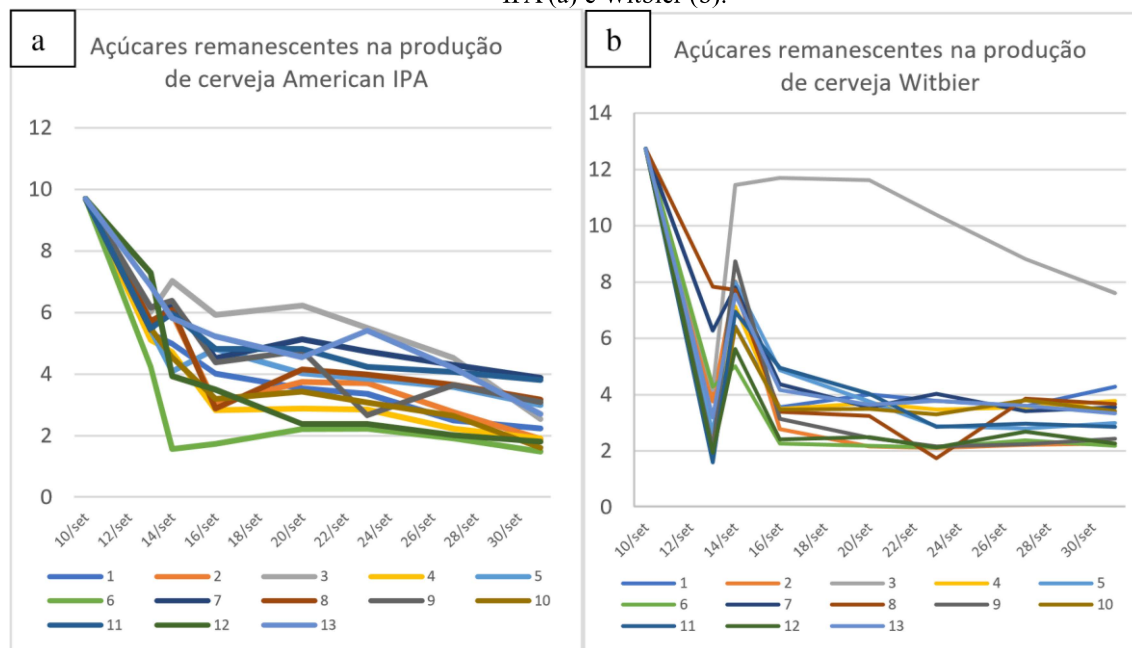 IPA (a) e Witbier (b).
a
Açúcares remanescentes na produção
de cerveja American IPA
12
10
8
6
4
2
0
10/set 12/set 14/set 16/set 18/set 20/set 22/set 24/set 26/set 28/set 30/set
1 2 3 4 5
6 7 8 9 10
11 12 13
b
Açúcares remanescentes na produção
de cerveja Witbier
14
12
10
8
6
4
2
0
10/set 12/set 14/set 16/set 18/set 20/set 22/set 24/set 26/set 28/set 30/set
1 2 3 4 5
6 7 8 9 10
11 12 13